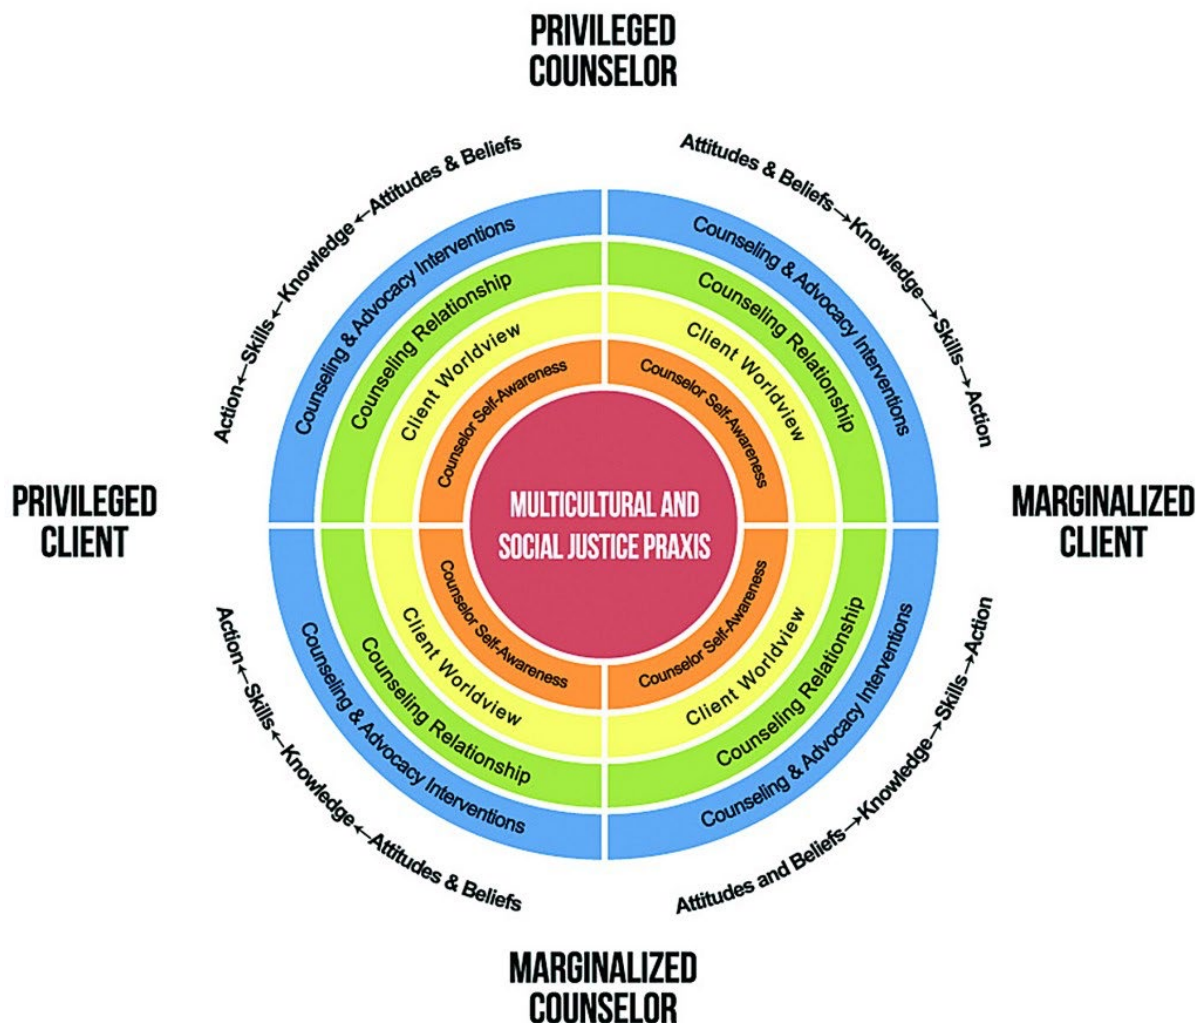 PRIVILEGED
COUNSELOR
Action←Skills←Knowledge←Attitudes & Beliefs
Attitudes & Beliefs→Knowledge→Skills→Action
Counseling & Advocacy Interventions
Counseling & Advocacy Interventions
Counseling Relationship
Counseling Relationship
Client Worldview
Client Worldview
Counselor Self-Awareness
Counselor Self-Awareness
PRIVILEGED
CLIENT
MULTICULTURAL AND
SOCIAL JUSTICE PRAXIS
MARGINALIZED
CLIENT
Counselor Self-Awareness
Counselor Self-Awareness
Client Worldview
Client Worldview
Counseling Relationship
Counseling Relationship
Counseling & Advocacy Interventions
Counseling & Advocacy Interventions
Action←Skills←Knowledge←Attitudes & Beliefs
Attitudes and Beliefs→Knowledge→Skills→Action
MARGINALIZED
COUNSELOR